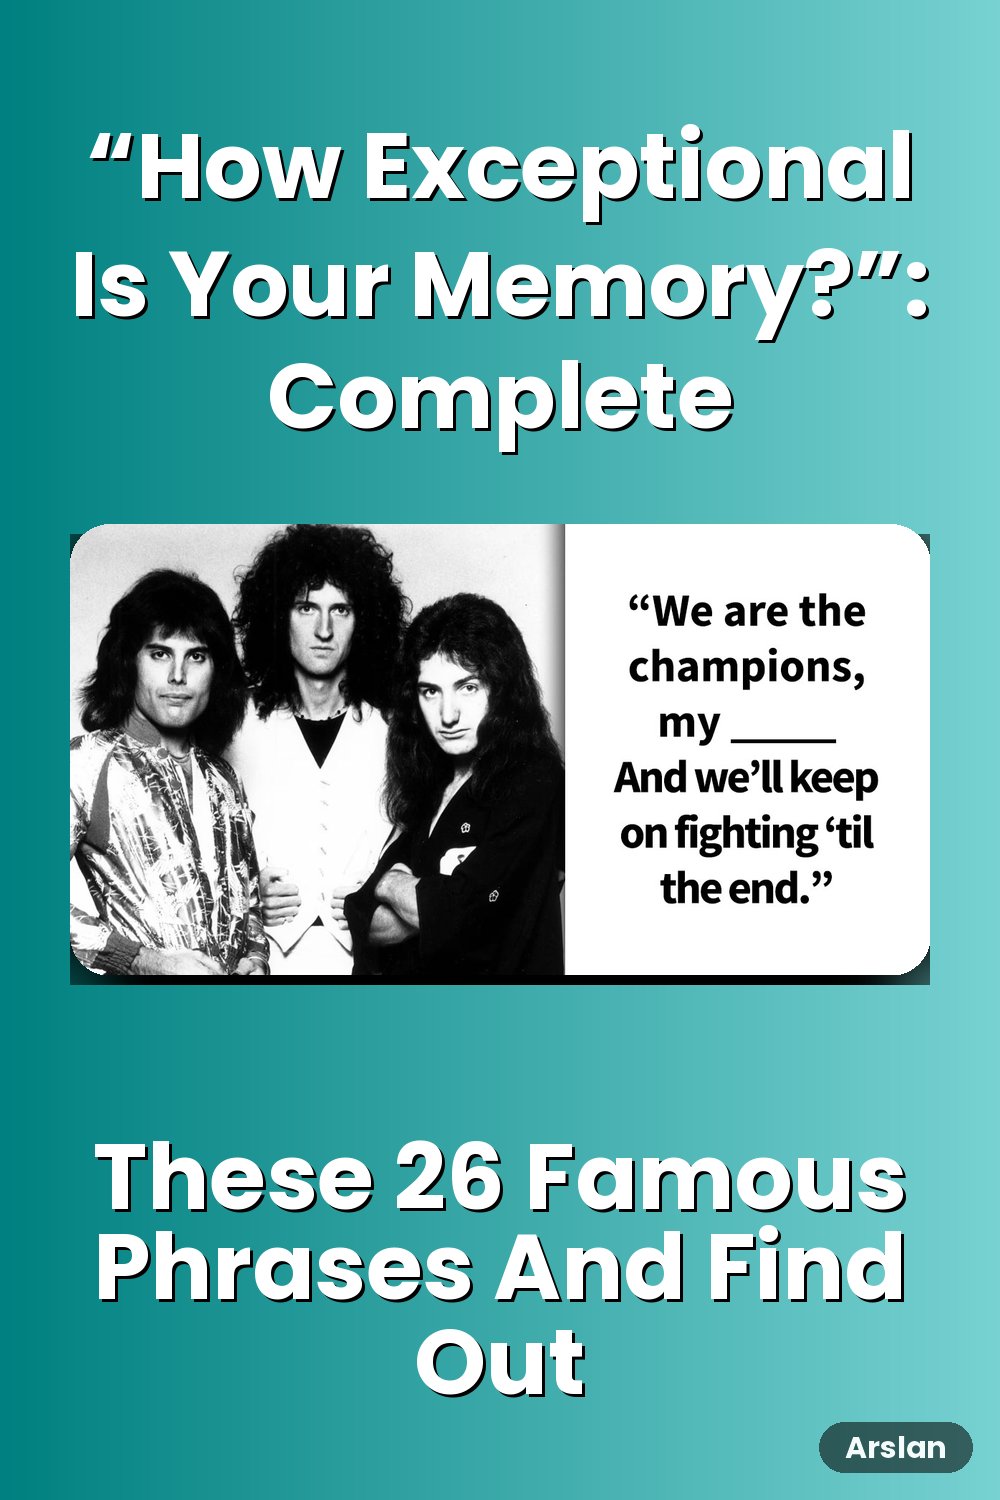 “How Exceptional
Is Your Memory?”:
Complete
“We are the
champions,
my ____
And we’ll keep
on fighting ‘til
the end.”
These 26 Famous
Phrases And Find
Out
Arslan